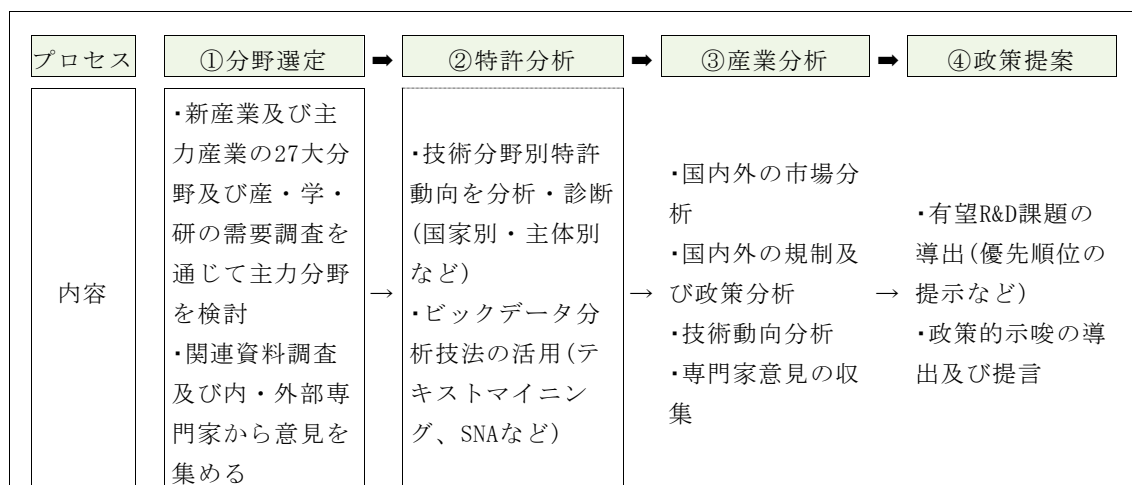 プロセス
①分野選定
➡
②特許分析
➡
③産業分析
➡
④政策提案
内容
・新産業及び主
力産業の27大分
野及び産・学・
研の需要調査を
通じて主力分野
を検討
・関連資料調査
及び内・外部専
門家から意見を
集める
→
・技術分野別特許
動向を分析・診断
(国家別・主体別
など)
・ビックデータ分
析技法の活用(テ
キストマイニン
グ、SNAなど)
→
・国内外の市場分
析
・国内外の規制及
び政策分析
・技術動向分析
・専門家意見の収
集
→
・有望R&D課題の
導出(優先順位の
提示など)
・政策的示唆の導
出及び提言